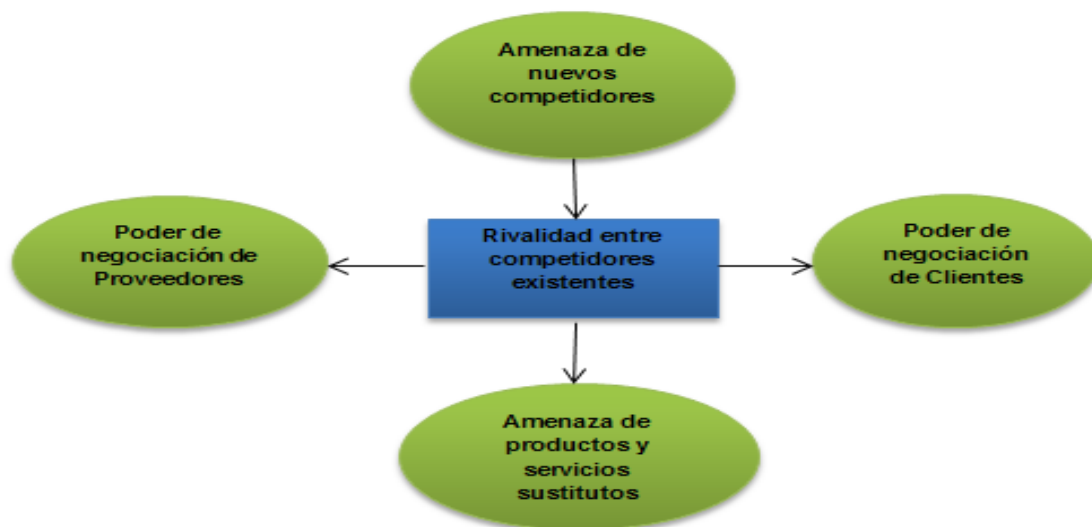 Amenaza de
nuevos
competidores
Poder de
negociación de
Proveedores
Rivalidad entre
competidores
existentes
Poder de
negociación
de Clientes
Amenaza de
productos y
servicios
sustitutos